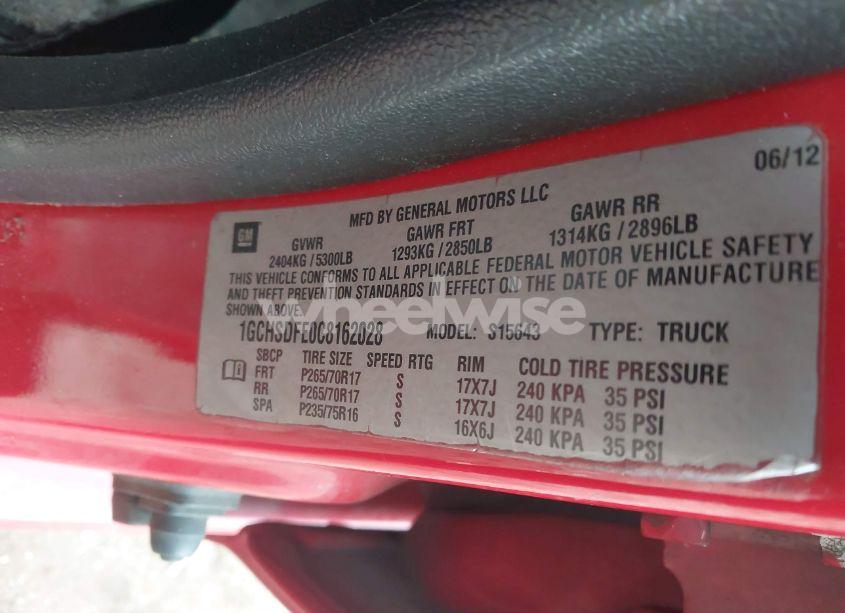 06/12
MFD BY GENERAL MOTORS LLC
GM
GVWR GAWR FRT GAWR RR
2404KG / 5300LB 1293KG / 2850LB 1314KG / 2896LB
THIS VEHICLE CONFORMS TO ALL APPLICABLE FEDERAL MOTOR VEHICLE SAFETY
AND THEFT PREVENTION STANDARDS IN EFFECT ON THE DATE OF MANUFACTURE
SHOWN ABOVE.
wheelwise
1GCHSDFE0C8162028 MODEL: S15643 TYPE: TRUCK
SBCP TIRE SIZE SPEED RTG RIM COLD TIRE PRESSURE
FRT P265/70R17 S 17X7J 240 KPA 35 PSI
RR P265/70R17 S 17X7J 240 KPA 35 PSI
SPA P235/75R16 S 16X6J 240 KPA 35 PSI